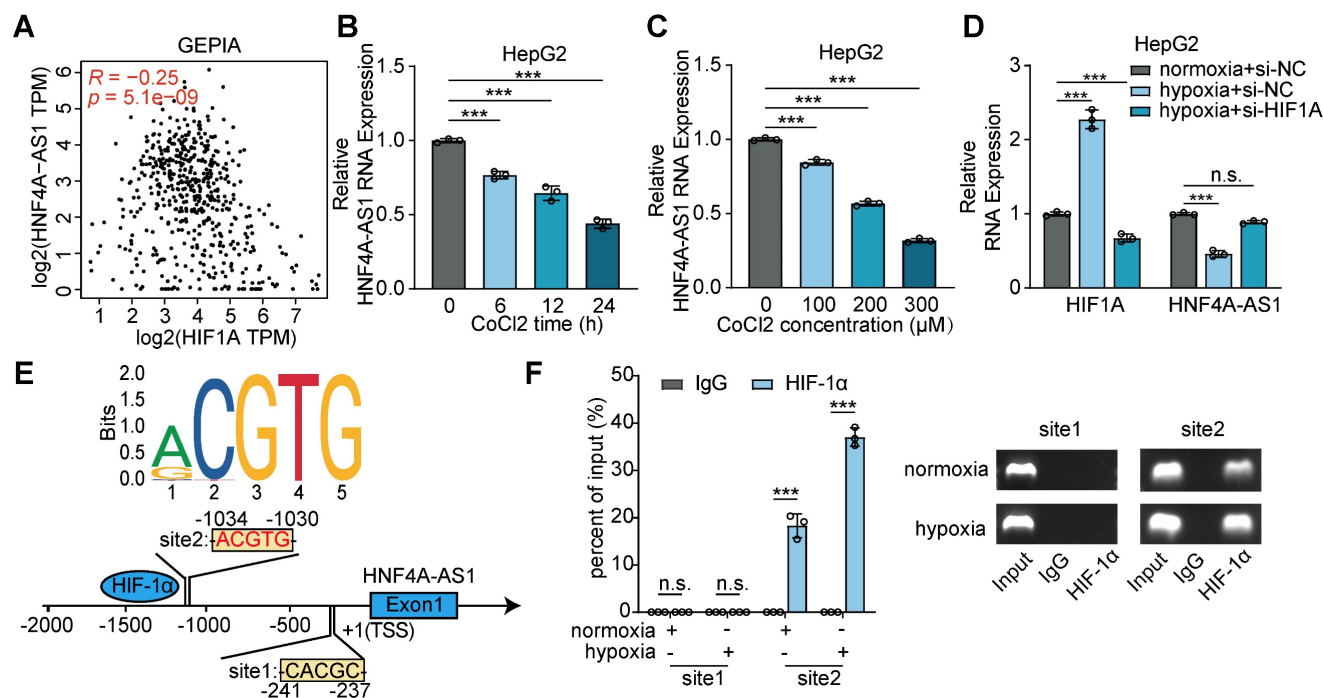 A
GEPIA
R = −0.25
p = 5.1e−09
log2(HNF4A−AS1 TPM)
6
5
4
3
2
1
0
1 2 3 4 5 6 7
log2(HIF1A TPM)
B
HepG2
Relative
HNF4A-AS1 RNA Expression
1.5
1.0
0.5
0.0
***
***
***
0 6 12 24
CoCl2 time (h)
C
HepG2
Relative
HNF4A-AS1 RNA Expression
1.5
1.0
0.5
0.0
***
***
***
0 100 200 300
CoCl2 concentration (μM)
D
HepG2
normoxia+si-NC
hypoxia+si-NC
hypoxia+si-HIF1A
Relative
RNA Expression
3
2
1
0
***
***
n.s.
***
HIF1A HNF4A-AS1
E
Bits
2.0
1.5
1.0
0.5
0.0
A
G
CGTG
1 2 3 4 5
-1034 -1030
site2:-ACGTG-
HIF-1α
HNF4A-AS1
Exon1
-2000 -1500 -1000 -500 +1(TSS)
site1:-CACGC-
-241 -237
F
IgG HIF-1α
percent of input (%)
50
40
30
20
10
0
n.s. n.s. *** ***
normoxia + - + -
hypoxia - + - +
site1 site2
site1 site2
normoxia
hypoxia
Input IgG HIF-1α Input IgG HIF-1α